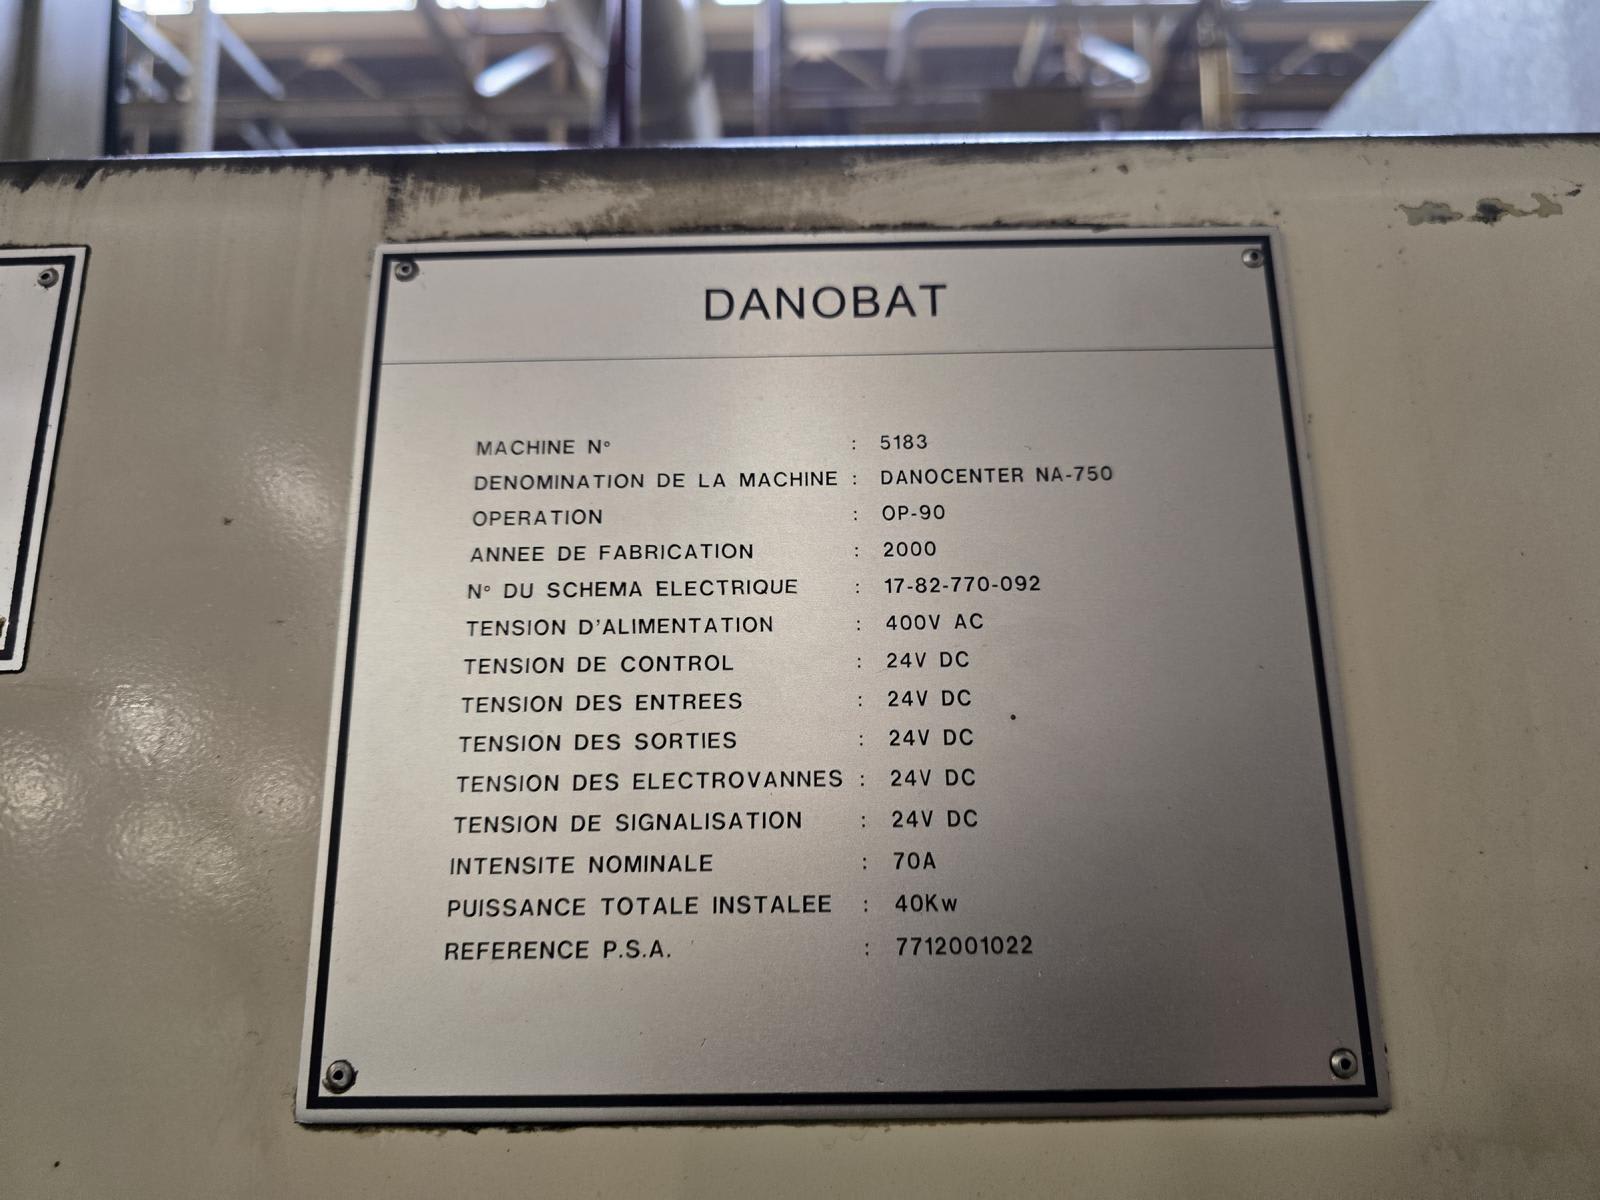 DANOBAT
MACHINE N° : 5183
DENOMINATION DE LA MACHINE : DANOCENTER NA-750
OPERATION : OP-90
ANNEE DE FABRICATION : 2000
N° DU SCHEMA ELECTRIQUE : 17-82-770-092
TENSION D'ALIMENTATION : 400V AC
TENSION DE CONTROL : 24V DC
TENSION DES ENTREES : 24V DC
TENSION DES SORTIES : 24V DC
TENSION DES ELECTROVANNES : 24V DC
TENSION DE SIGNALISATION : 24V DC
INTENSITE NOMINALE : 70A
PUISSANCE TOTALE INSTALEE : 40Kw
REFERENCE P.S.A. : 7712001022